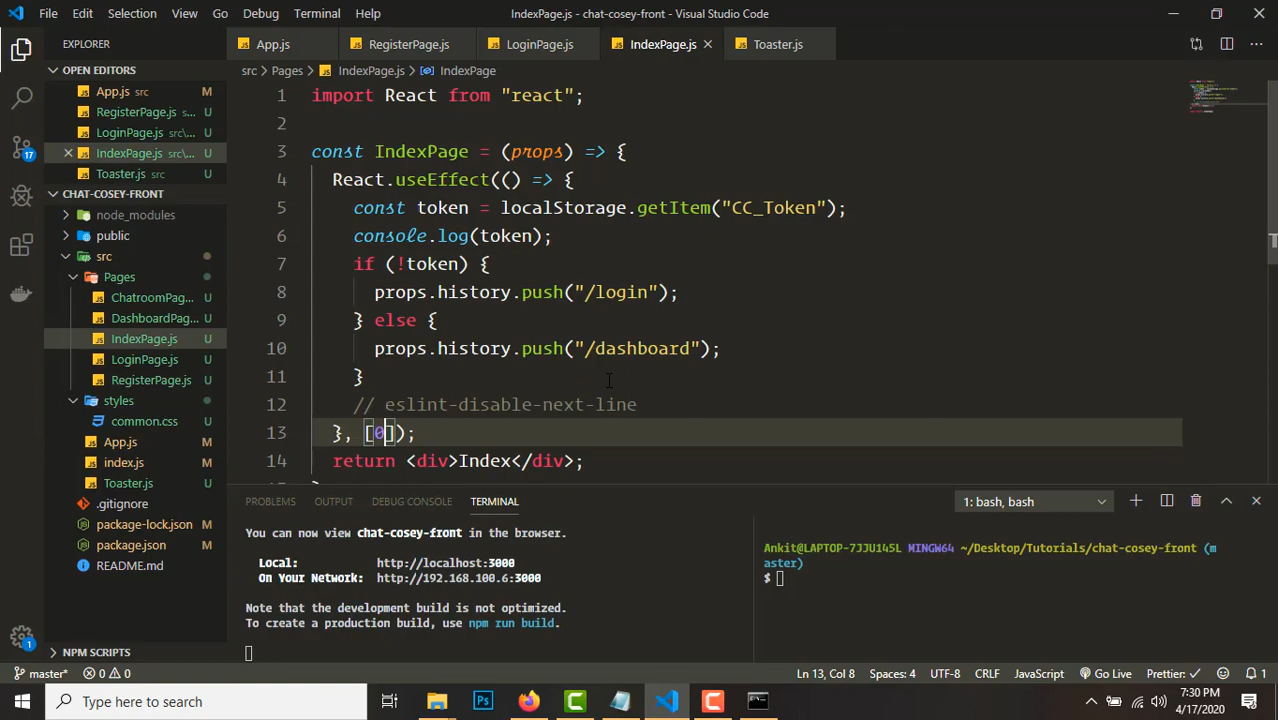 File Edit Selection View Go Debug Terminal Help
IndexPage.js - chat-cosey-front - Visual Studio Code
EXPLORER
App.js
RegisterPage.js
LoginPage.js
IndexPage.js
Toaster.js
OPEN EDITORS
App.js src M
RegisterPage.js s... U
LoginPage.js src\... U
IndexPage.js src\... U
Toaster.js src U
CHAT-COSEY-FRONT
node_modules
public
src
Pages
ChatroomPag... U
DashboardPag... U
IndexPage.js U
LoginPage.js U
RegisterPage.js U
styles
common.css U
App.js M
index.js M
Toaster.js U
.gitignore
package-lock.json M
package.json M
README.md
NPM SCRIPTS
17
1
src > Pages > IndexPage.js > IndexPage
1 import React from "react";
2
3 const IndexPage = (props) => {
4 React.useEffect(() => {
5 const token = localStorage.getItem("CC_Token");
6 console.log(token);
7 if (!token) {
8 props.history.push("/login");
9 } else {
10 props.history.push("/dashboard");
11 }
12 // eslint-disable-next-line
13 }, [0]);
14 return <div>Index</div>;
PROBLEMS OUTPUT DEBUG CONSOLE TERMINAL
1: bash, bash
You can now view chat-cosey-front in the browser.
Local: http://localhost:3000
On Your Network: http://192.168.100.6:3000
Note that the development build is not optimized.
To create a production build, use npm run build.
Ankit@LAPTOP-7JJU145L MINGW64 ~/Desktop/Tutorials/chat-cosey-front (m
aster)
$
master* 0 0
Ln 13, Col 8 Spaces: 4 UTF-8 CRLF JavaScript Go Live Prettier: ✓ 1
Type here to search
Ps
7:30 PM
4/17/2020